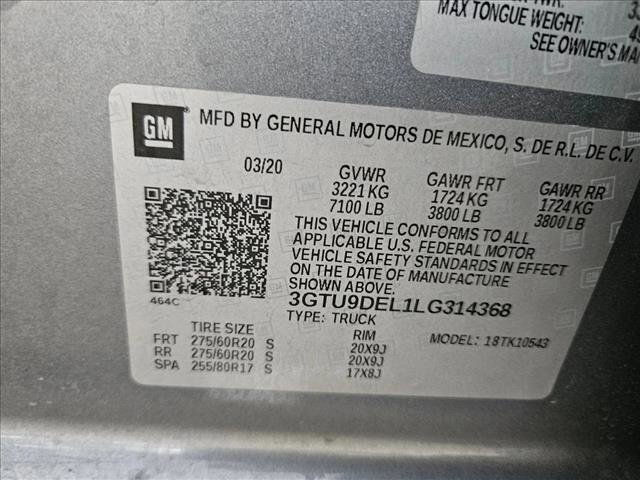 MAX TONGUE WEIGHT:
SEE OWNER'S MAN
GM
MFD BY GENERAL MOTORS DE MEXICO, S. DE R.L. DE C.V.
03/20 GVWR GAWR FRT GAWR RR
3221 KG 1724 KG 1724 KG
7100 LB 3800 LB 3800 LB
THIS VEHICLE CONFORMS TO ALL
APPLICABLE U.S. FEDERAL MOTOR
VEHICLE SAFETY STANDARDS IN EFFECT
ON THE DATE OF MANUFACTURE
SHOWN ABOVE.
464C
3GTU9DEL1LG314368
TYPE: TRUCK
TIRE SIZE RIM MODEL: 18TK10543
FRT 275/60R20 S 20X9J
RR 275/60R20 S 20X9J
SPA 255/80R17 S 17X8J